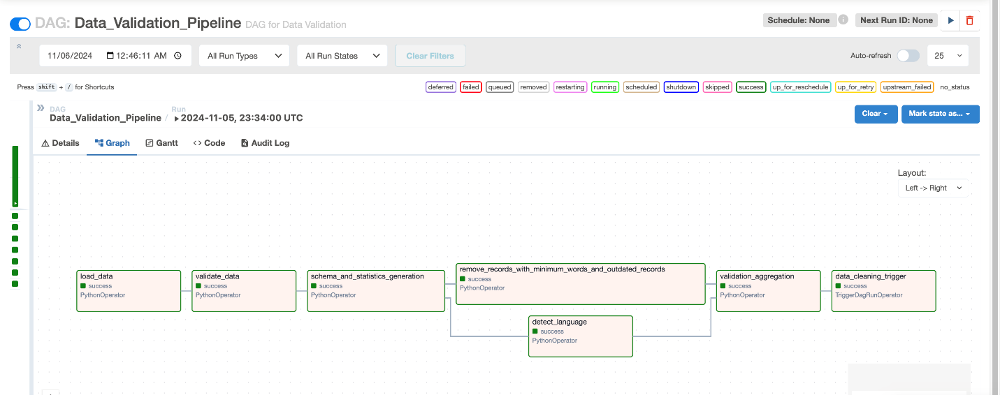 DAG: Data_Validation_Pipeline DAG for Data Validation
Schedule: None
Next Run ID: None
11/06/2024 12:46:11 AM
All Run Types
All Run States
Clear Filters
Auto-refresh
25
Press shift + / for Shortcuts
deferred failed queued removed restarting running scheduled shutdown skipped success up_for_reschedule up_for_retry upstream_failed no_status
DAG
Data_Validation_Pipeline
/
Run
2024-11-05, 23:34:00 UTC
Clear
Mark state as...
Details
Graph
Gantt
Code
Audit Log
Layout:
Left -> Right
load_data
success
PythonOperator
validate_data
success
PythonOperator
schema_and_statistics_generation
success
PythonOperator
remove_records_with_minimum_words_and_outdated_records
success
PythonOperator
detect_language
success
PythonOperator
validation_aggregation
success
PythonOperator
data_cleaning_trigger
success
TriggerDagRunOperator